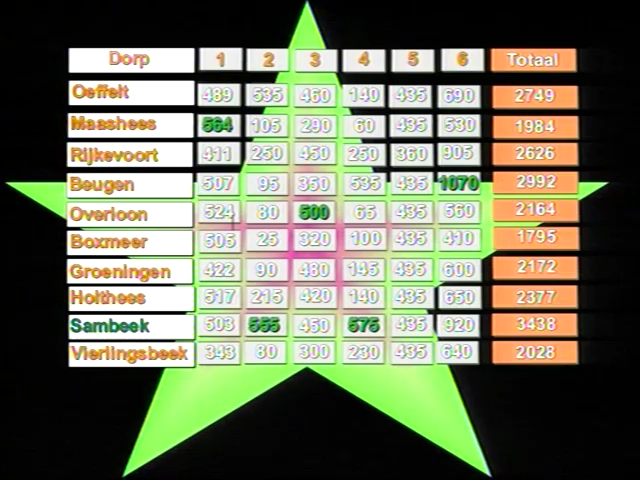 Dorp 1 2 3 4 5 6 Totaal
Oeffelt 489 535 460 140 435 690 2749
Maashees 564 105 290 60 435 530 1984
Rijkevoort 411 250 450 250 360 905 2626
Beugen 507 95 350 535 435 1070 2992
Overloon 524 80 500 65 435 560 2164
Boxmeer 505 25 320 100 435 410 1795
Groeningen 422 90 480 145 435 600 2172
Holthees 517 215 420 140 435 650 2377
Sambeek 503 555 450 575 435 920 3438
Vierlingsbeek 343 80 300 230 435 640 2028